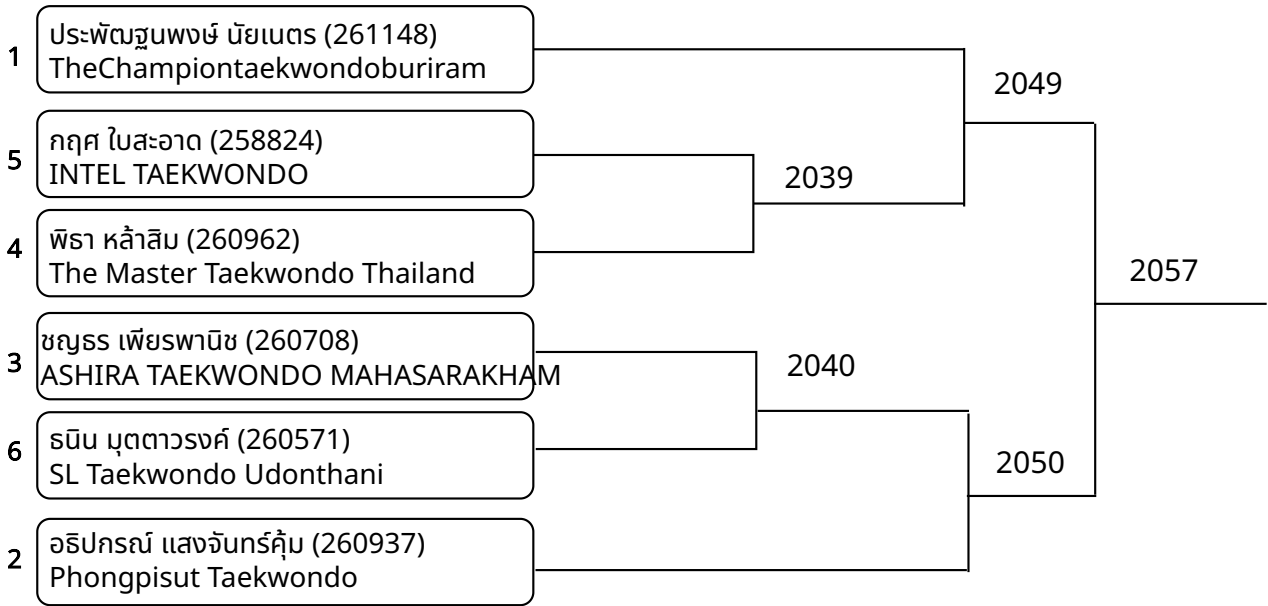 1
ประพัฒฐนพงษ์ นัยเนตร (261148)
TheChampiontaekwondoburiram
2049
5
กฤศ ใบสะอาด (258824)
INTEL TAEKWONDO
2039
4
พิธา หล้าสิม (260962)
The Master Taekwondo Thailand
2057
3
ชญธร เพียรพานิช (260708)
ASHIRA TAEKWONDO MAHASARAKHAM
2040
6
ธนิน มุตตาวรงค์ (260571)
SL Taekwondo Udonthani
2050
2
อธิปกรณ์ แสงจันทร์คุ้ม (260937)
Phongpisut Taekwondo